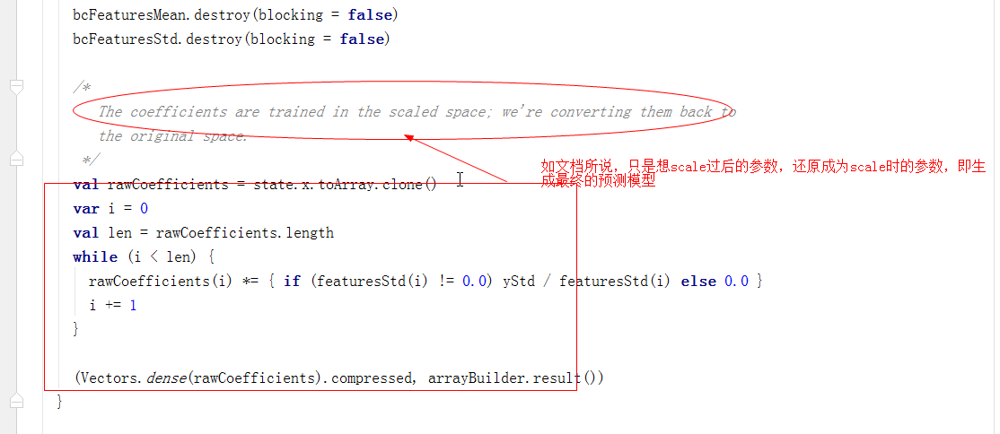 bcFeaturesMean.destroy(blocking = false)
bcFeaturesStd.destroy(blocking = false)
/*
The coefficients are trained in the scaled space; we're converting them back to
the original space.
*/
如文档所说，只是想scale过后的参数，还原成为scale时的参数，即生
成最终的预测模型
val rawCoefficients = state.x.toArray.clone()
var i = 0
val len = rawCoefficients.length
while (i < len) {
rawCoefficients(i) *= { if (featuresStd(i) != 0.0) yStd / featuresStd(i) else 0.0 }
i += 1
}
(Vectors.dense(rawCoefficients).compressed, arrayBuilder.result())
}